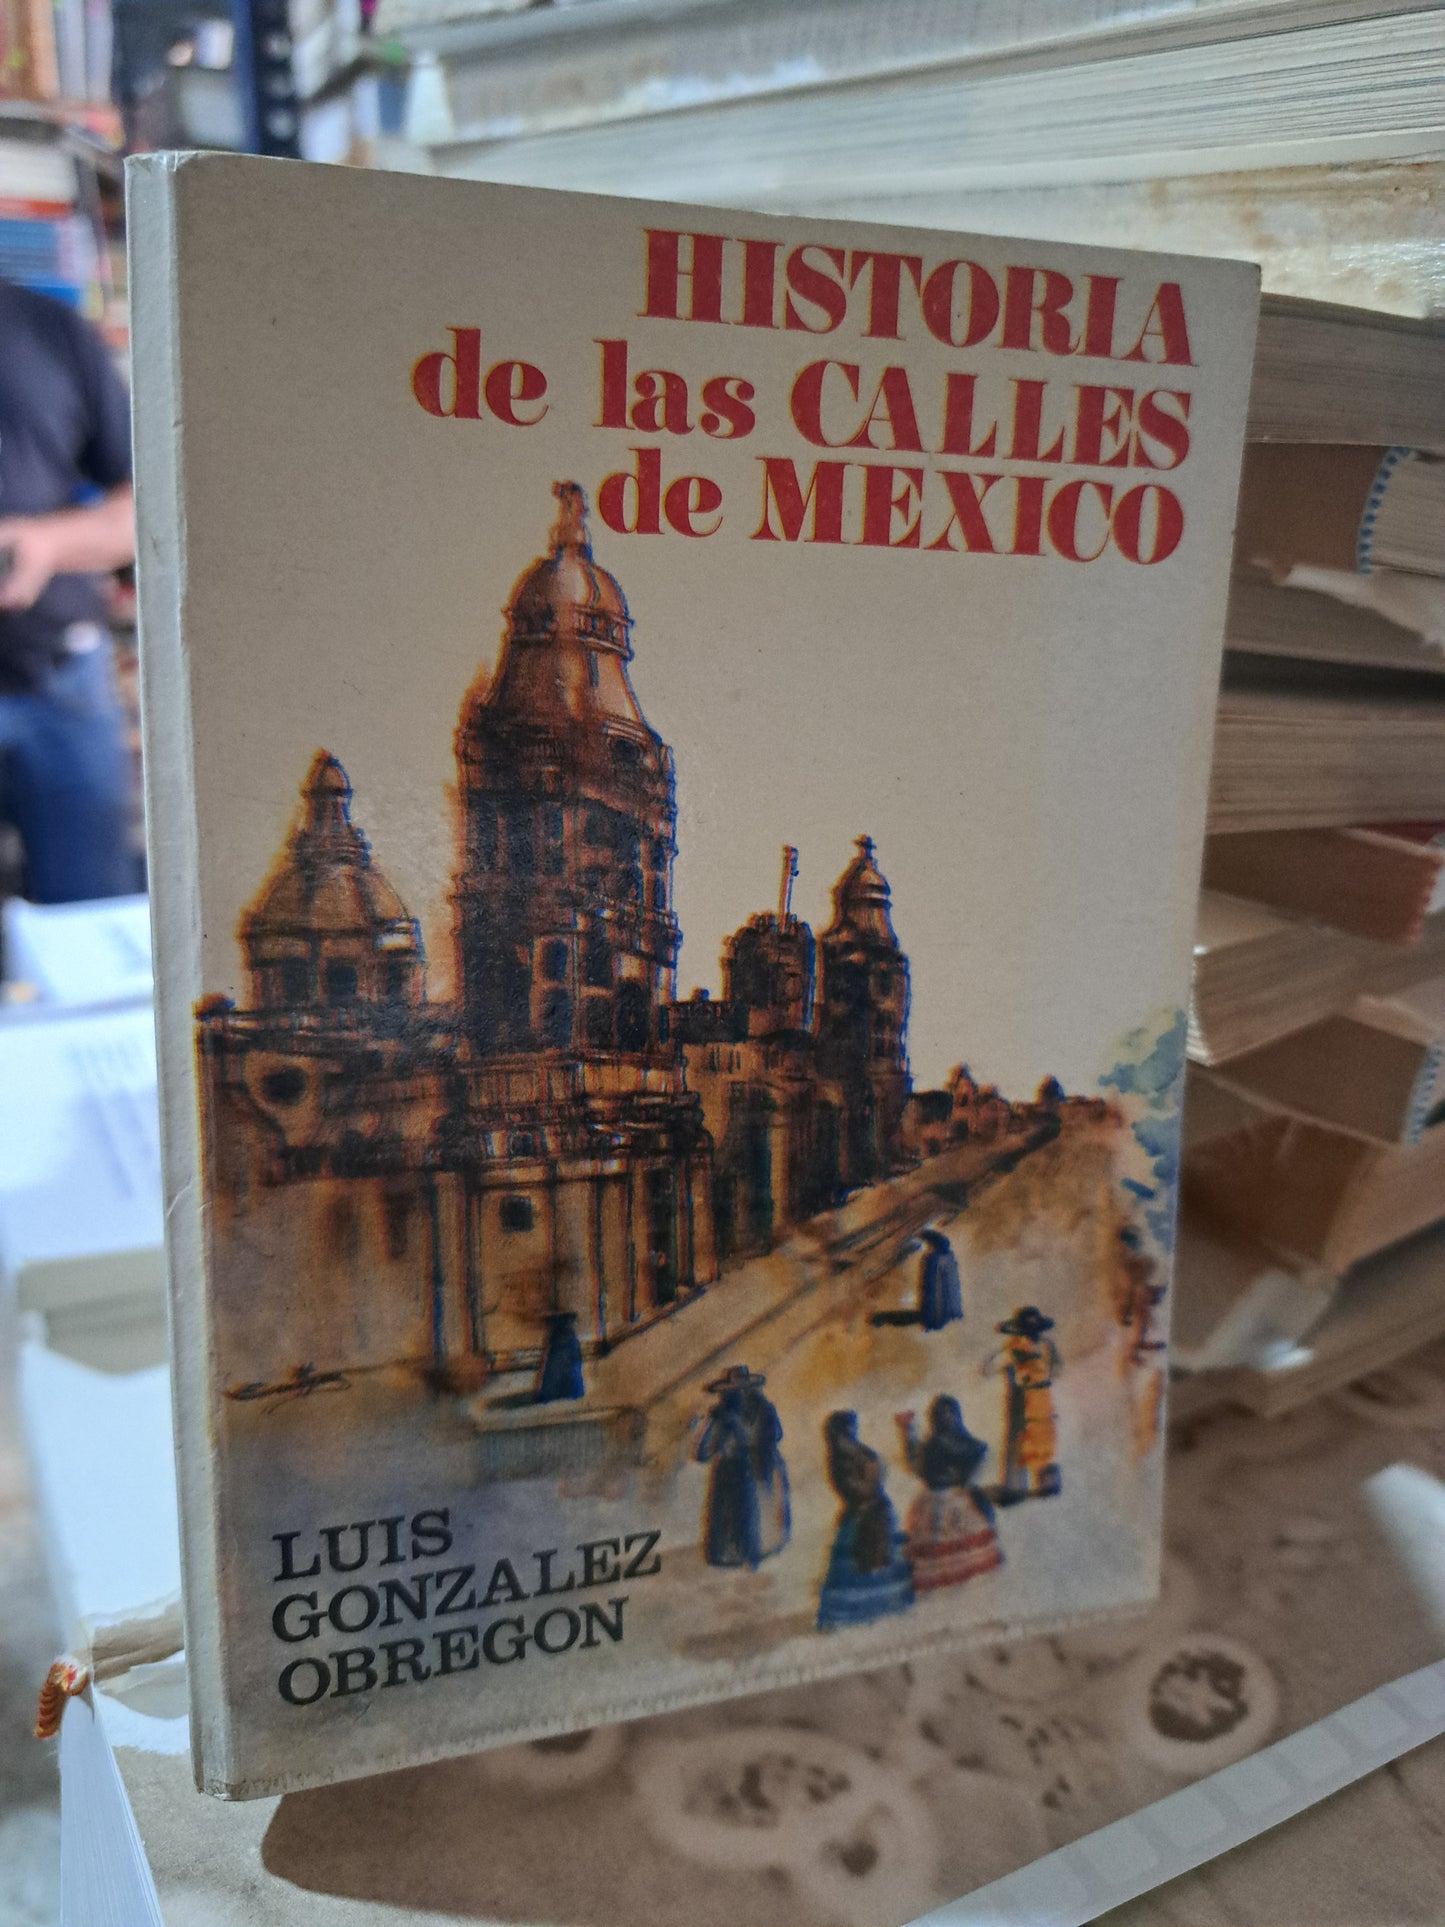 HISTORIA
de las CALLES
de MEXICO
LUIS
GONZALEZ
OBREGON